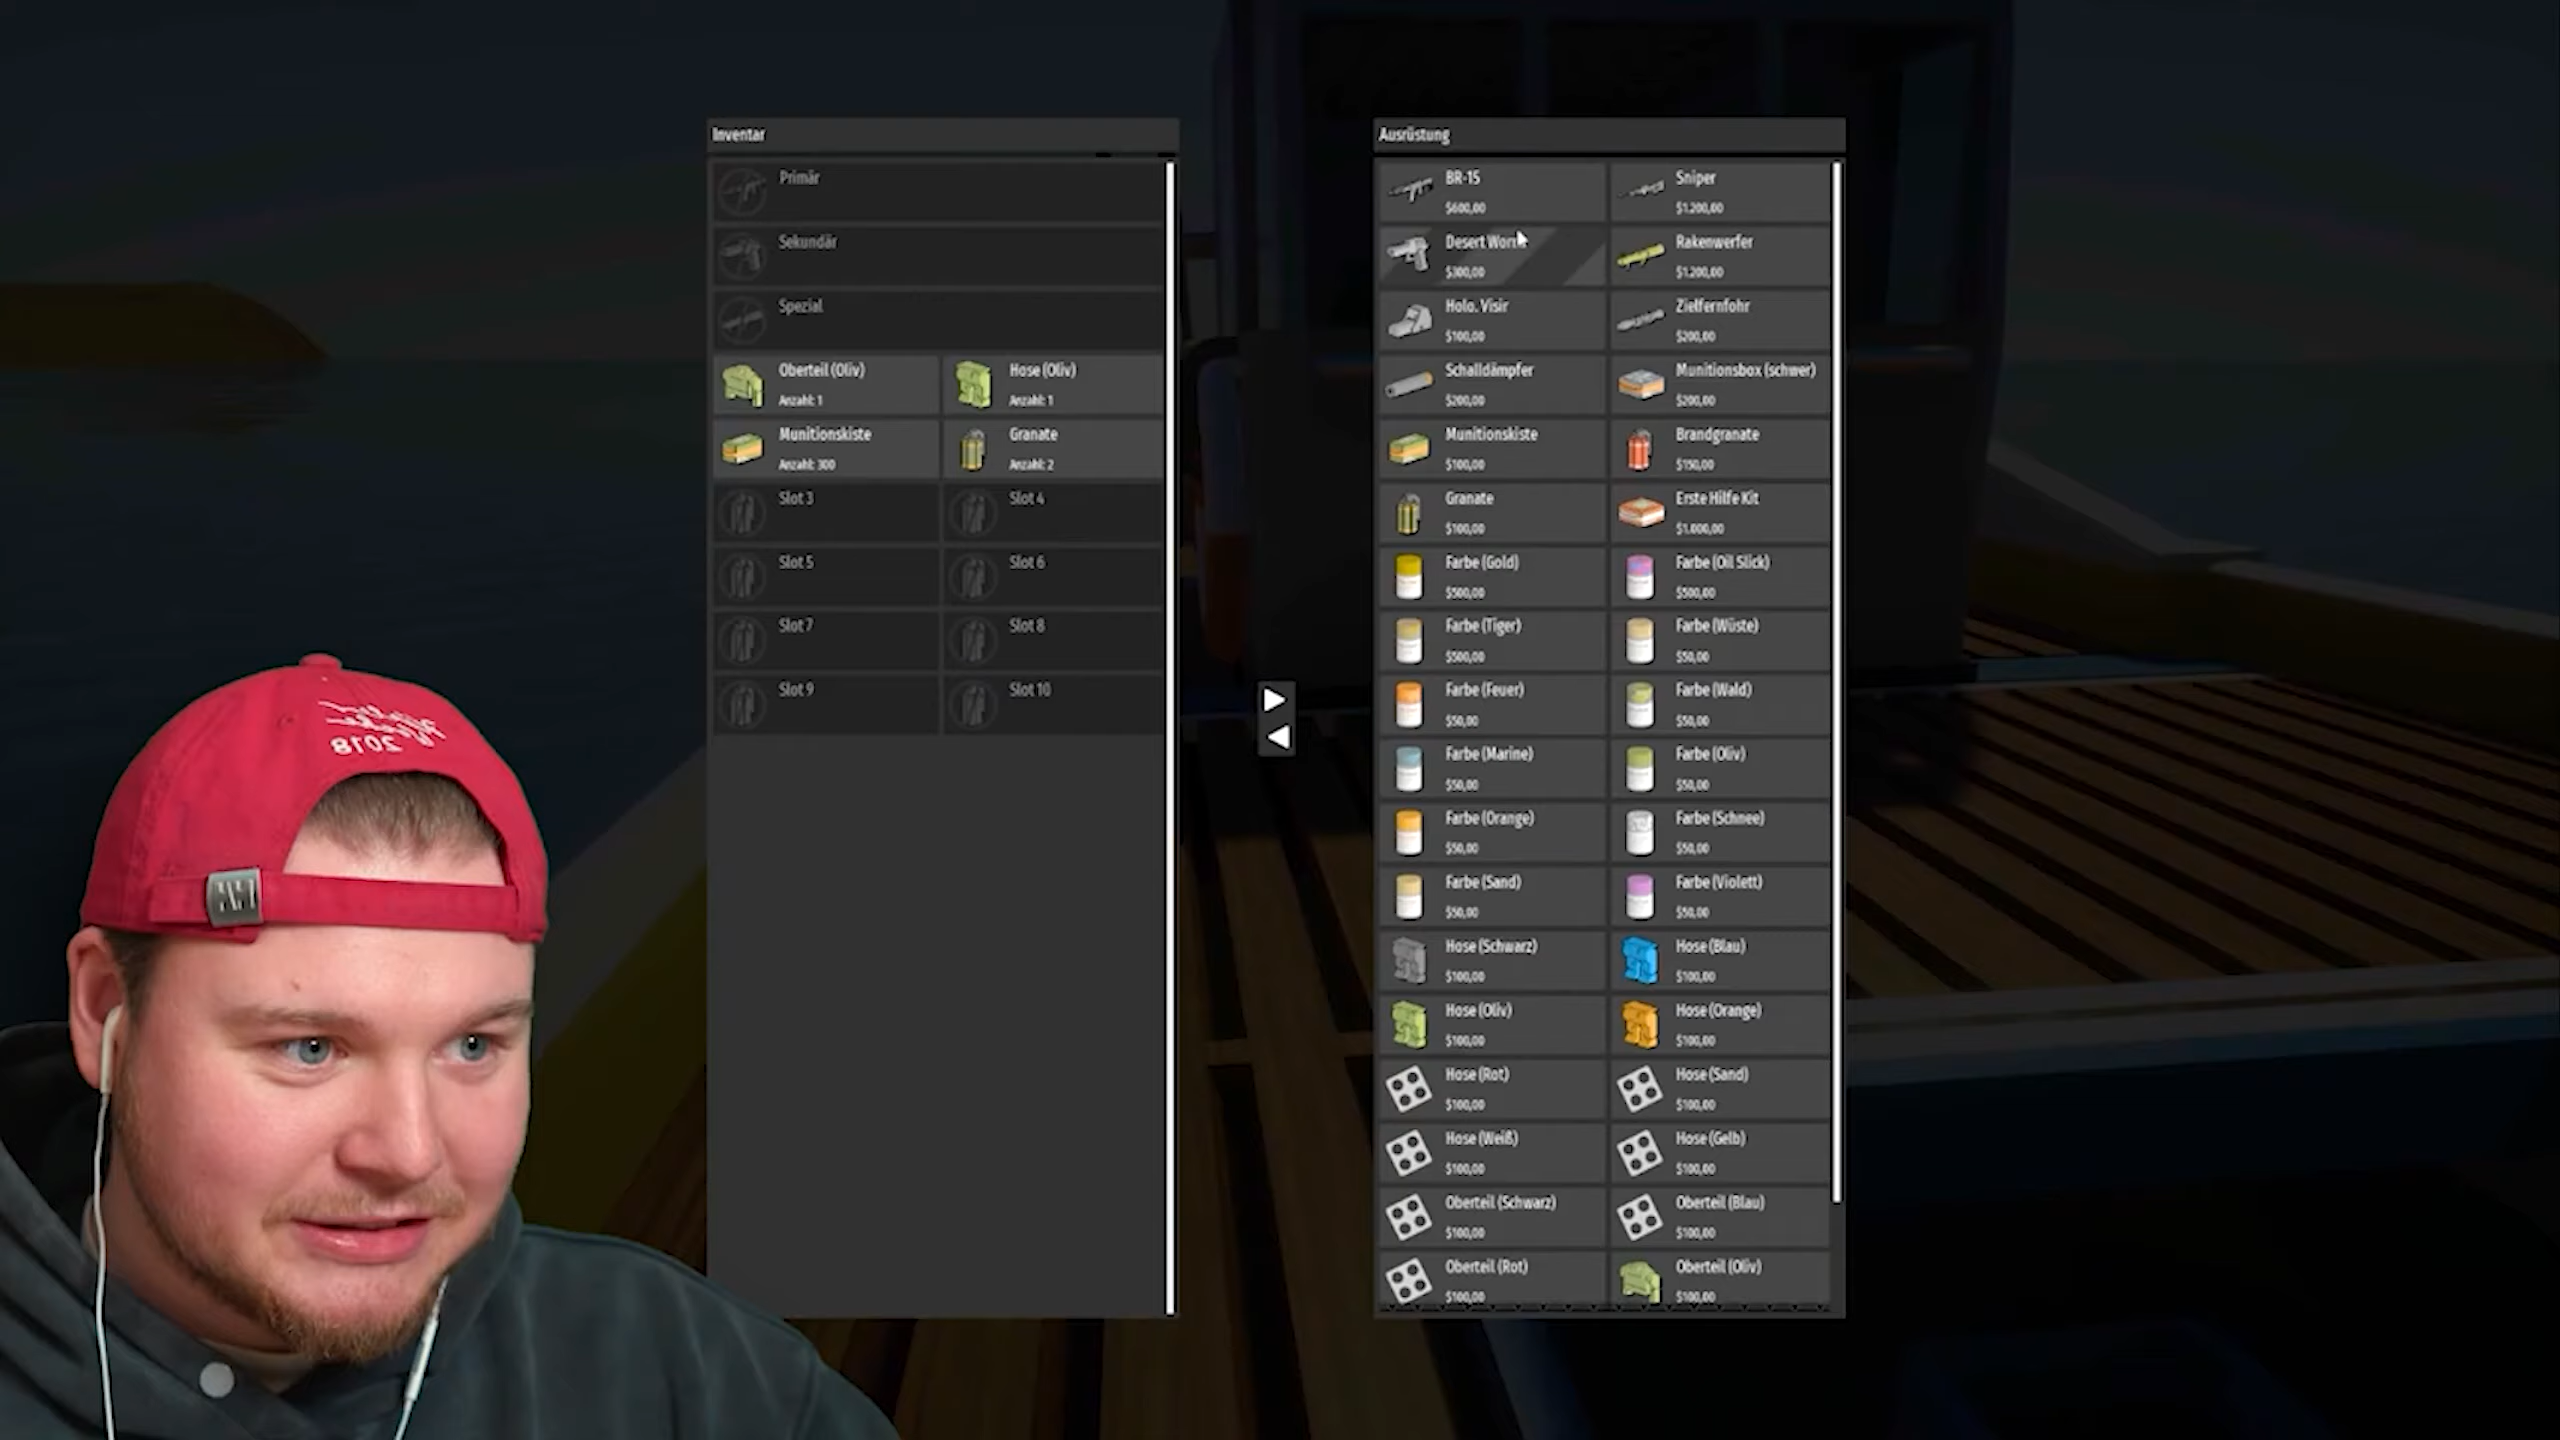 Inventar
Primär
Sekundär
Spezial
Oberteil (Oliv)
Anzahl: 1
Hose (Oliv)
Anzahl: 1
Munitionskiste
Anzahl: 300
Granate
Anzahl: 2
Slot 3
Slot 4
Slot 5
Slot 6
Slot 7
Slot 8
Slot 9
Slot 10
Ausrüstung
BR-15
$600,00
Sniper
$1.200,00
Desert
$300,00
Rakenwerfer
$1.200,00
Holo. Visir
$100,00
Zielfernfohr
$200,00
Schalldämpfer
$200,00
Munitionsbox (schwer)
$200,00
Munitionskiste
$100,00
Brandgranate
$150,00
Granate
$100,00
Erste Hilfe Kit
$1.000,00
Farbe (Gold)
$500,00
Farbe (Oil Slick)
$500,00
Farbe (Tiger)
$500,00
Farbe (Wüste)
$50,00
Farbe (Feuer)
$50,00
Farbe (Wald)
$50,00
Farbe (Marine)
$50,00
Farbe (Oliv)
$50,00
Farbe (Orange)
$50,00
Farbe (Schnee)
$50,00
Farbe (Sand)
$50,00
Farbe (Violett)
$50,00
Hose (Schwarz)
$100,00
Hose (Blau)
$100,00
Hose (Oliv)
$100,00
Hose (Orange)
$100,00
Hose (Rot)
$100,00
Hose (Sand)
$100,00
Hose (Weiß)
$100,00
Hose (Gelb)
$100,00
Oberteil (Schwarz)
$100,00
Oberteil (Blau)
$100,00
Oberteil (Rot)
$100,00
Oberteil (Oliv)
$100,00
2018